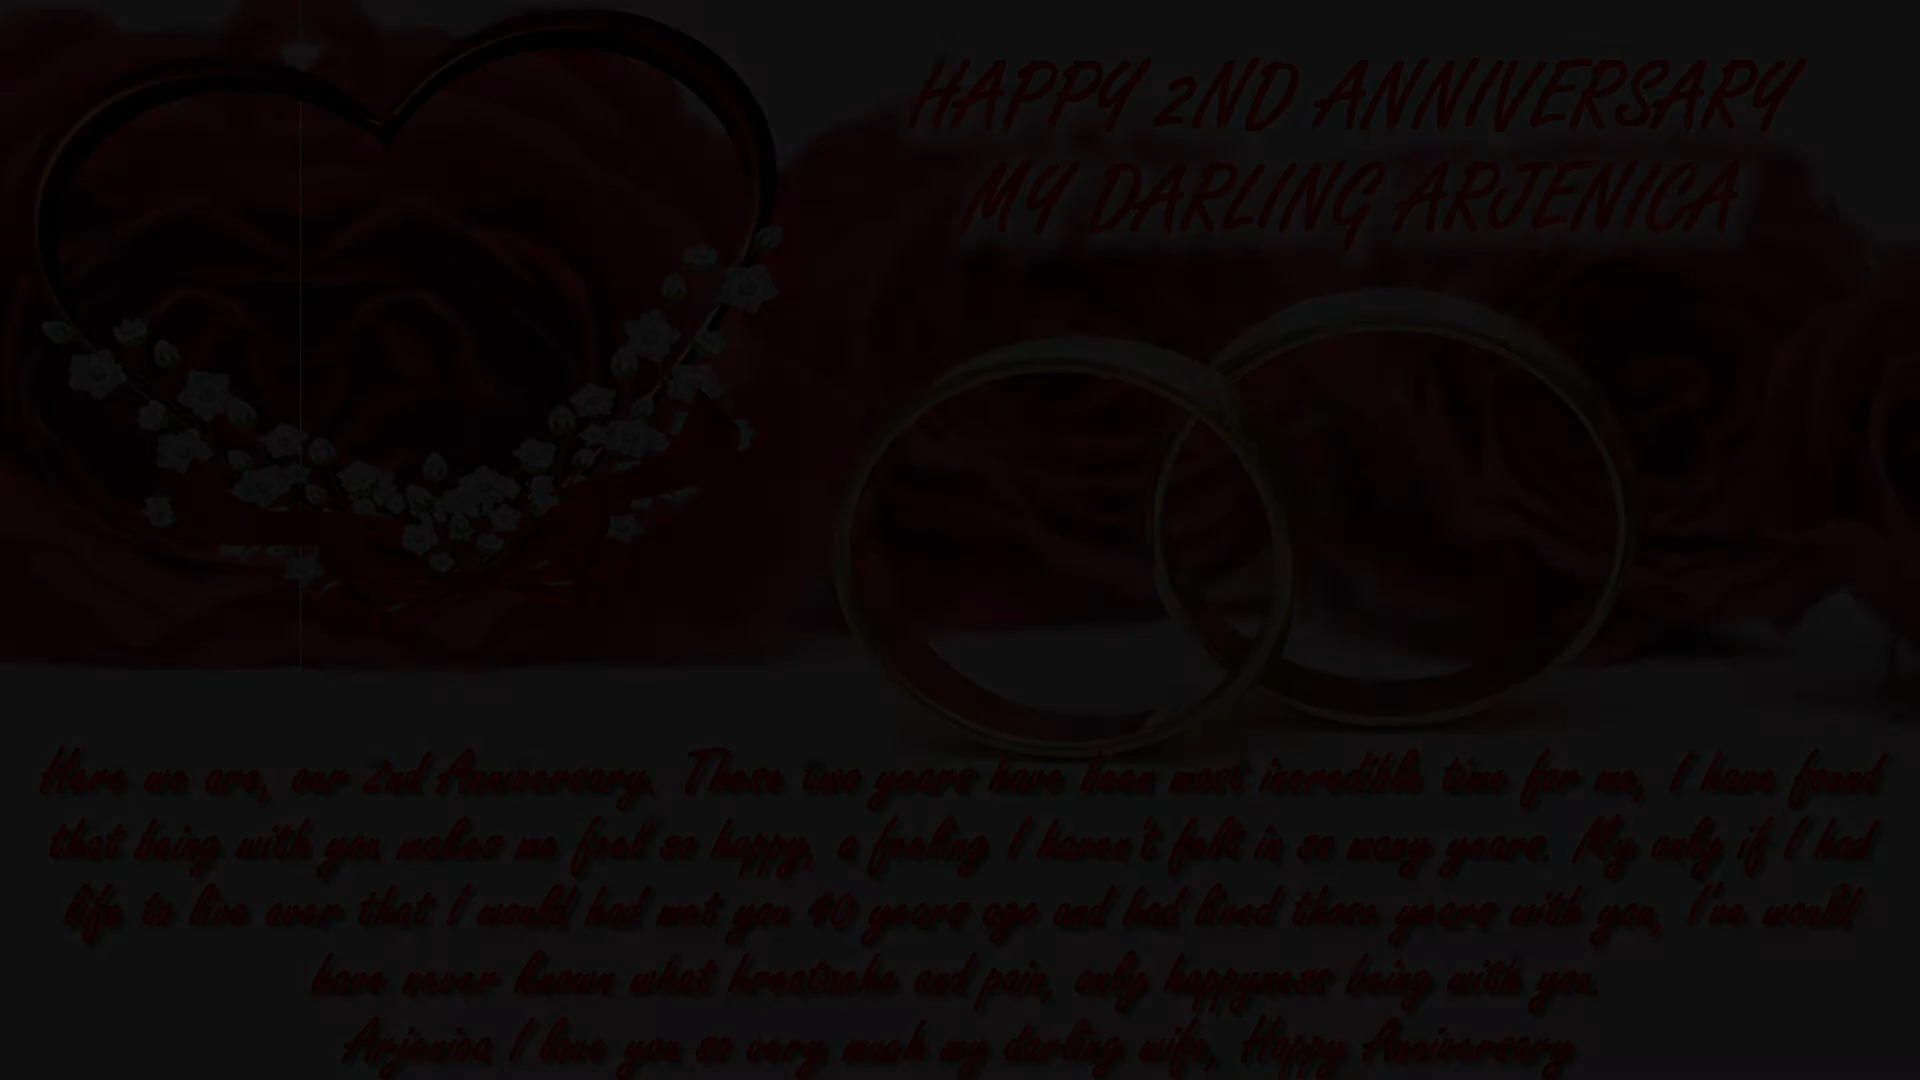 HAPPY 2ND ANNIVERSARY
MY DARLING ARJENICA
Here we are, our 2nd Anniversary. These two years have been most incredible time for me, I have found
that being with you makes me feel so happy, a feeling I haven't felt in so many years. My only if I had
life to live over that I would had met you 40 years ago and had lived those years with you, I've would
have never known what hreatache and pain, only happyness being with you.
Arjenica I love you so very much my darling wife, Happy Anniversary